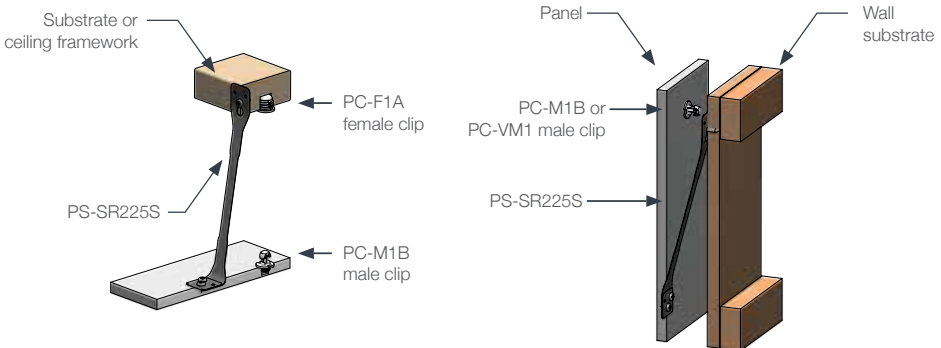 Substrate or
ceiling framework
PC-F1A
female clip
PS-SR225S
PC-M1B
male clip
Panel
Wall
substrate
PC-M1B or
PC-VM1 male clip
PS-SR225S